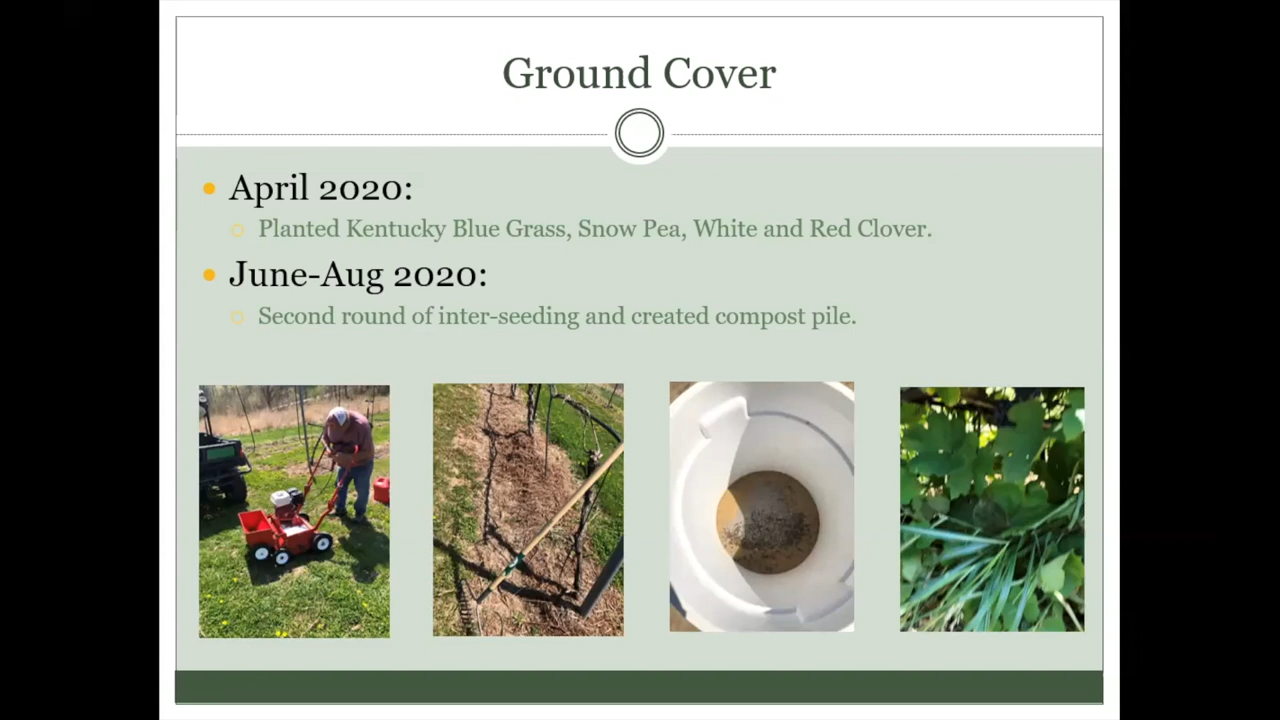 Ground Cover
April 2020:
Planted Kentucky Blue Grass, Snow Pea, White and Red Clover.
June-Aug 2020:
Second round of inter-seeding and created compost pile.